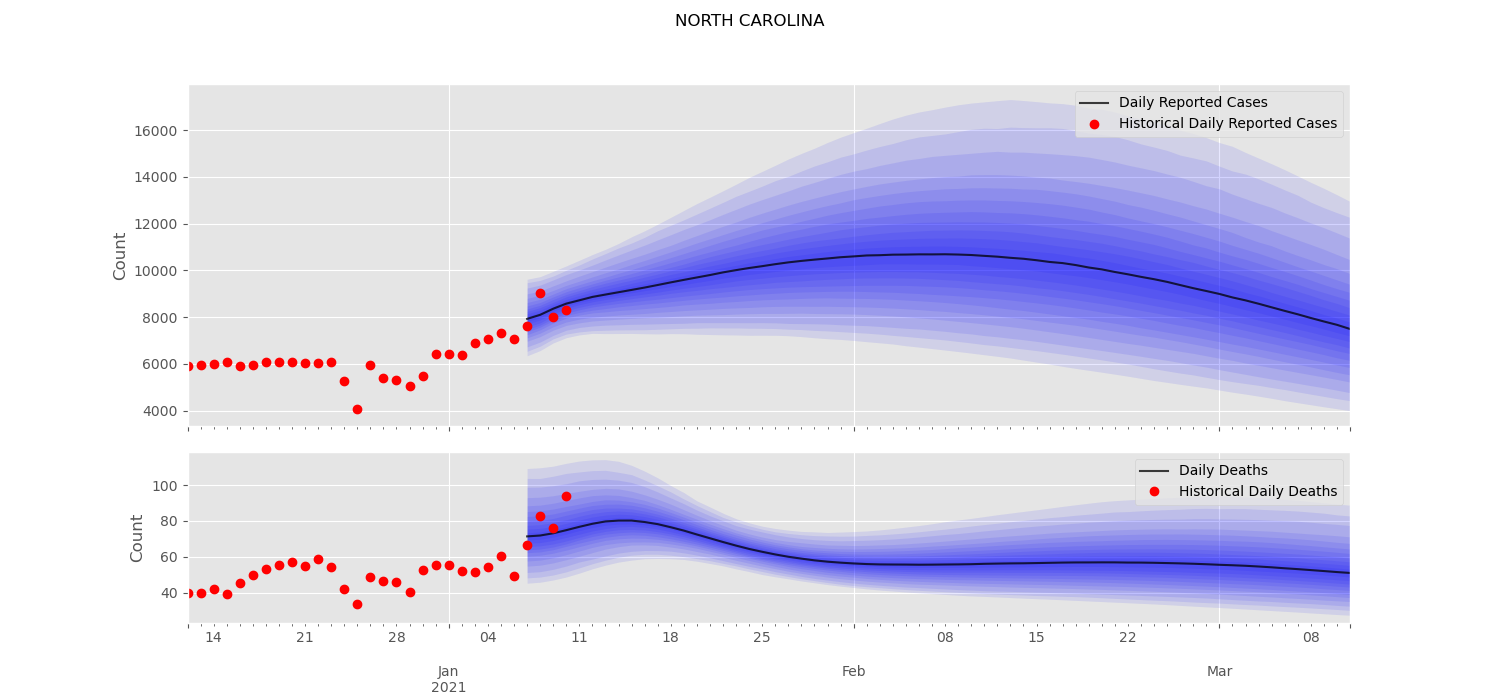 NORTH CAROLINA
Daily Reported Cases
Historical Daily Reported Cases
16000
14000
12000
10000
8000
6000
4000
Count
Daily Deaths
Historical Daily Deaths
100
80
60
40
Count
14 21 28 04 11 18 25 08 15 22 08
Jan Feb Mar
2021